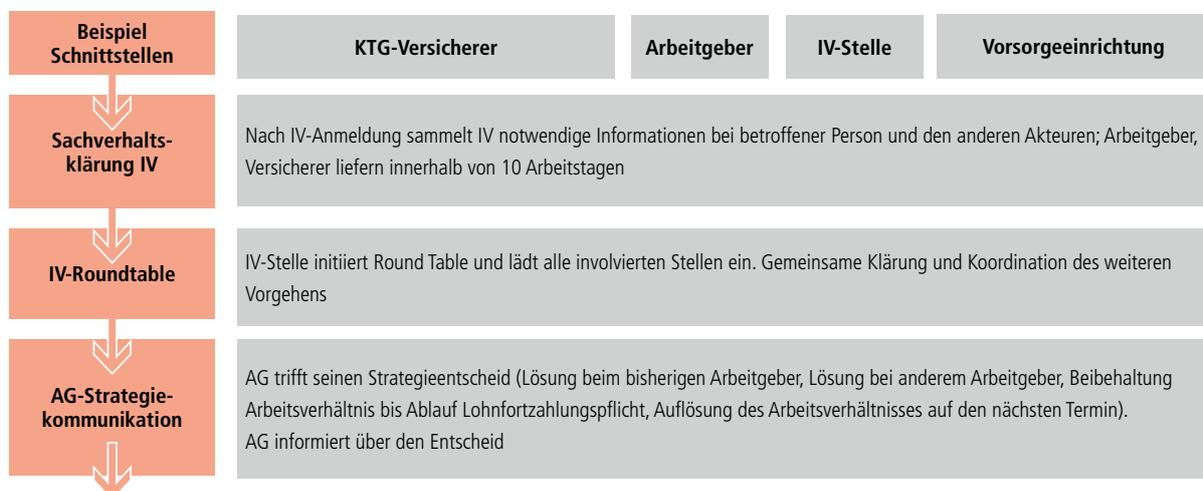 Beispiel
Schnittstellen
KTG-Versicherer
Arbeitgeber
IV-Stelle
Vorsorgeeinrichtung
Sachverhalts-
klärung IV
Nach IV-Anmeldung sammelt IV notwendige Informationen bei betroffener Person und den anderen Akteuren; Arbeitgeber,
Versicherer liefern innerhalb von 10 Arbeitstagen
IV-Roundtable
IV-Stelle initiiert Round Table und lädt alle involvierten Stellen ein. Gemeinsame Klärung und Koordination des weiteren
Vorgehens
AG-Strategie-
kommunikation
AG trifft seinen Strategieentscheid (Lösung beim bisherigen Arbeitgeber, Lösung bei anderem Arbeitgeber, Beibehaltung
Arbeitsverhältnis bis Ablauf Lohnfortzahlungspflicht, Auflösung des Arbeitsverhältnisses auf den nächsten Termin).
AG informiert über den Entscheid